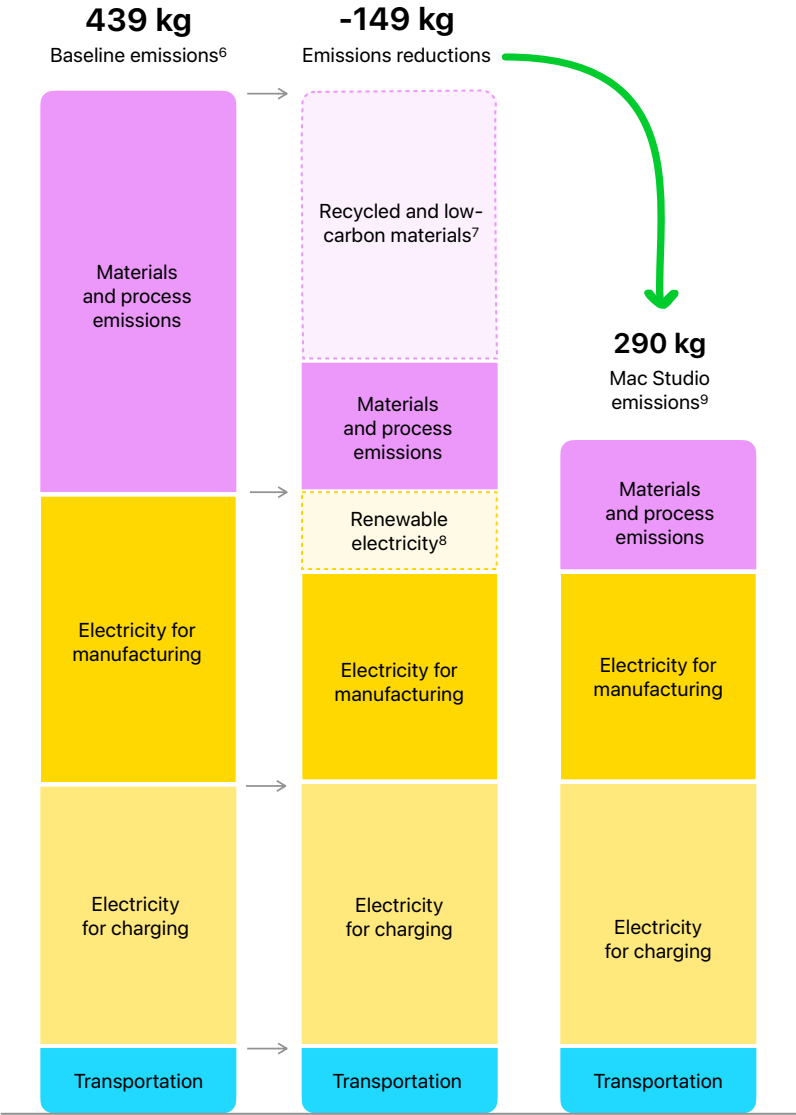 439 kg
Baseline emissions⁶
Materials
and process
emissions
Electricity for
manufacturing
Electricity
for charging
Transportation
-149 kg
Emissions reductions
Recycled and low-
carbon materials⁷
Materials
and process
emissions
Renewable
electricity⁸
Electricity for
manufacturing
Electricity
for charging
Transportation
290 kg
Mac Studio
emissions⁹
Materials
and process
emissions
Electricity for
manufacturing
Electricity
for charging
Transportation